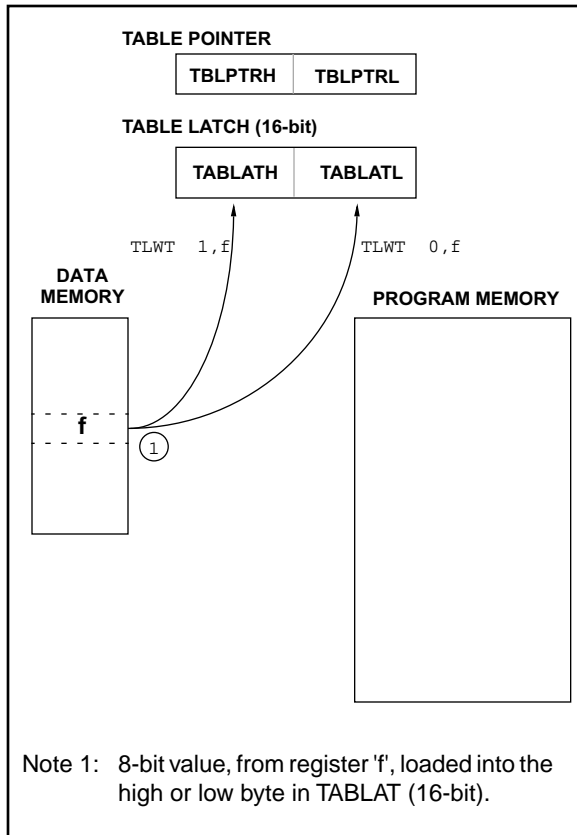 TABLE POINTER
TBLPTRH TBLPTRL
TABLE LATCH (16-bit)
TABLATH TABLATL
TLWT 1,f TLWT 0,f
DATA
MEMORY
PROGRAM MEMORY
f
1
Note 1: 8-bit value, from register 'f', loaded into the
high or low byte in TABLAT (16-bit).